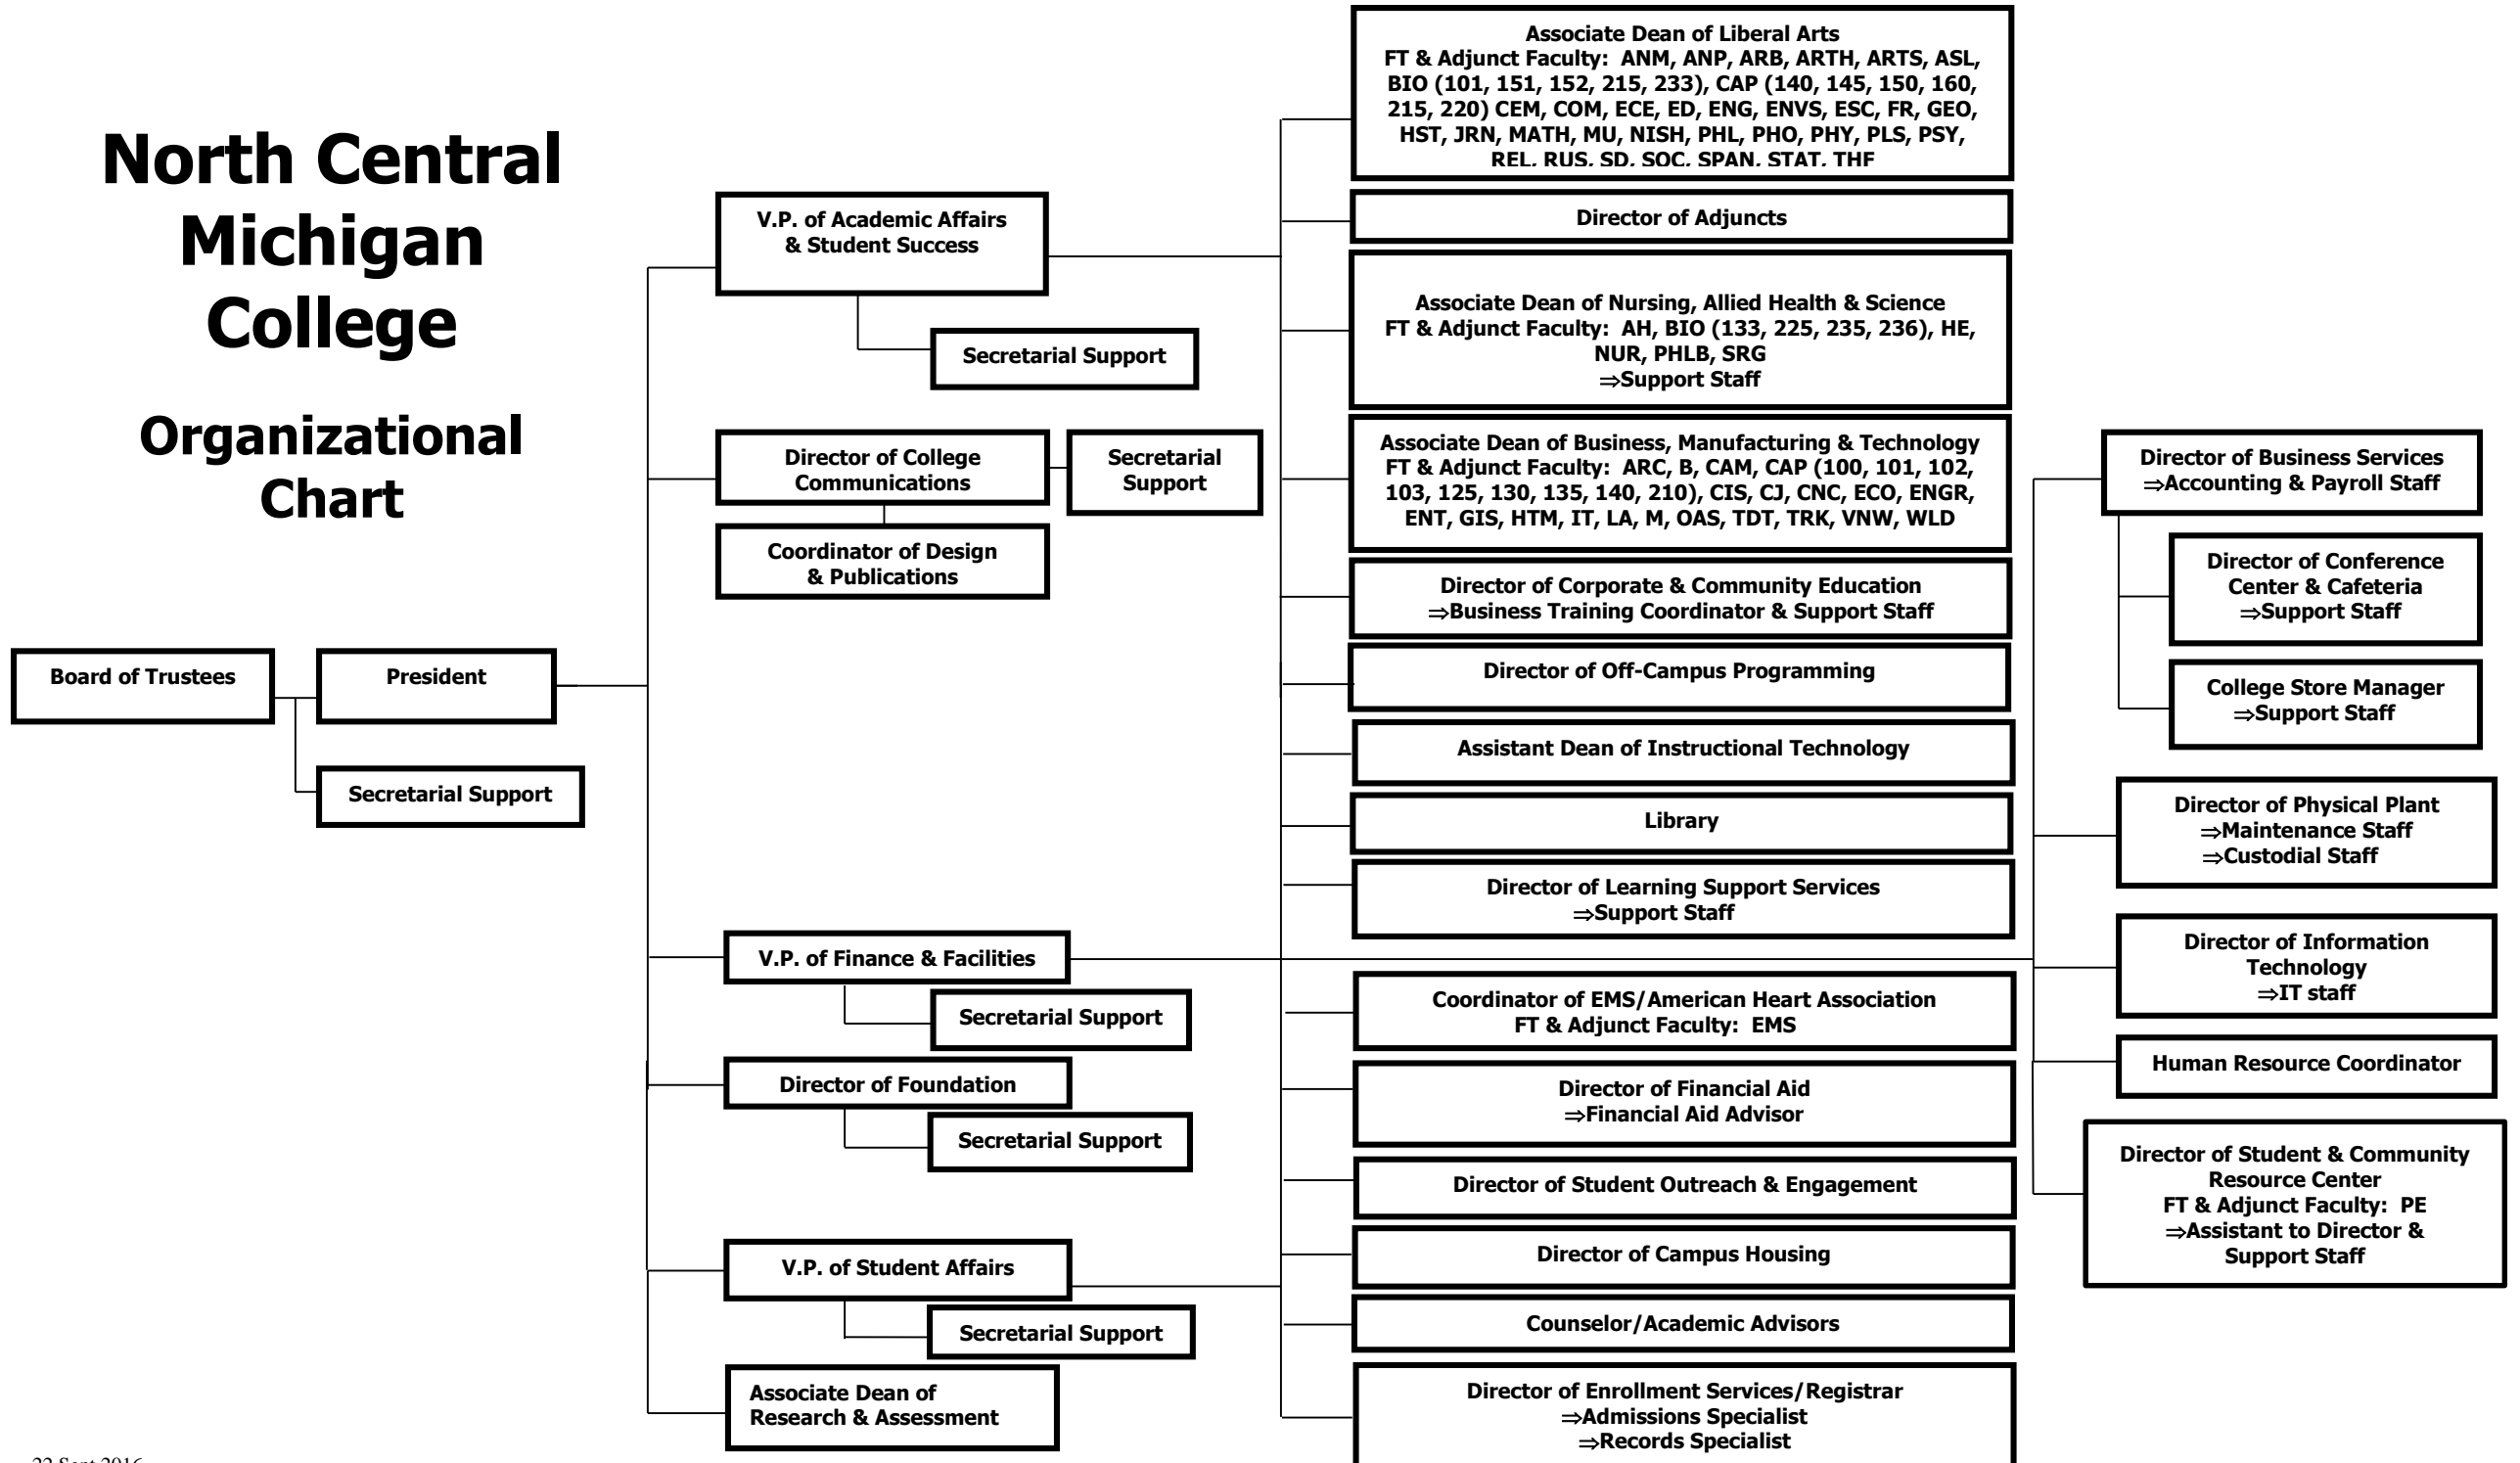 North Central
Michigan
College
Organizational
Chart
Board of Trustees
President
Secretarial Support
V.P. of Academic Affairs
& Student Success
Secretarial Support
Director of College
Communications
Secretarial
Support
Coordinator of Design
& Publications
V.P. of Finance & Facilities
Secretarial Support
Director of Foundation
Secretarial Support
V.P. of Student Affairs
Secretarial Support
Associate Dean of
Research & Assessment
Associate Dean of Liberal Arts
FT & Adjunct Faculty: ANM, ANP, ARB, ARTH, ARTS, ASL,
BIO (101, 151, 152, 215, 233), CAP (140, 145, 150, 160,
215, 220) CEM, COM, ECE, ED, ENG, ENVS, ESC, FR, GEO,
HST, JRN, MATH, MU, NISH, PHL, PHO, PHY, PLS, PSY,
REL, RUS, SD, SOC, SPAN, STAT, THF
Director of Adjuncts
Associate Dean of Nursing, Allied Health & Science
FT & Adjunct Faculty: AH, BIO (133, 225, 235, 236), HE,
NUR, PHLB, SRG
⇒Support Staff
Associate Dean of Business, Manufacturing & Technology
FT & Adjunct Faculty: ARC, B, CAM, CAP (100, 101, 102,
103, 125, 130, 135, 140, 210), CIS, CJ, CNC, ECO, ENGR,
ENT, GIS, HTM, IT, LA, M, OAS, TDT, TRK, VNW, WLD
Director of Corporate & Community Education
⇒Business Training Coordinator & Support Staff
Director of Off-Campus Programming
Assistant Dean of Instructional Technology
Library
Director of Learning Support Services
⇒Support Staff
Coordinator of EMS/American Heart Association
FT & Adjunct Faculty: EMS
Director of Financial Aid
⇒Financial Aid Advisor
Director of Student Outreach & Engagement
Director of Campus Housing
Counselor/Academic Advisors
Director of Enrollment Services/Registrar
⇒Admissions Specialist
⇒Records Specialist
Director of Business Services
⇒Accounting & Payroll Staff
Director of Conference
Center & Cafeteria
⇒Support Staff
College Store Manager
⇒Support Staff
Director of Physical Plant
⇒Maintenance Staff
⇒Custodial Staff
Director of Information
Technology
⇒IT staff
Human Resource Coordinator
Director of Student & Community
Resource Center
FT & Adjunct Faculty: PE
⇒Assistant to Director &
Support Staff
22 Sept 2016